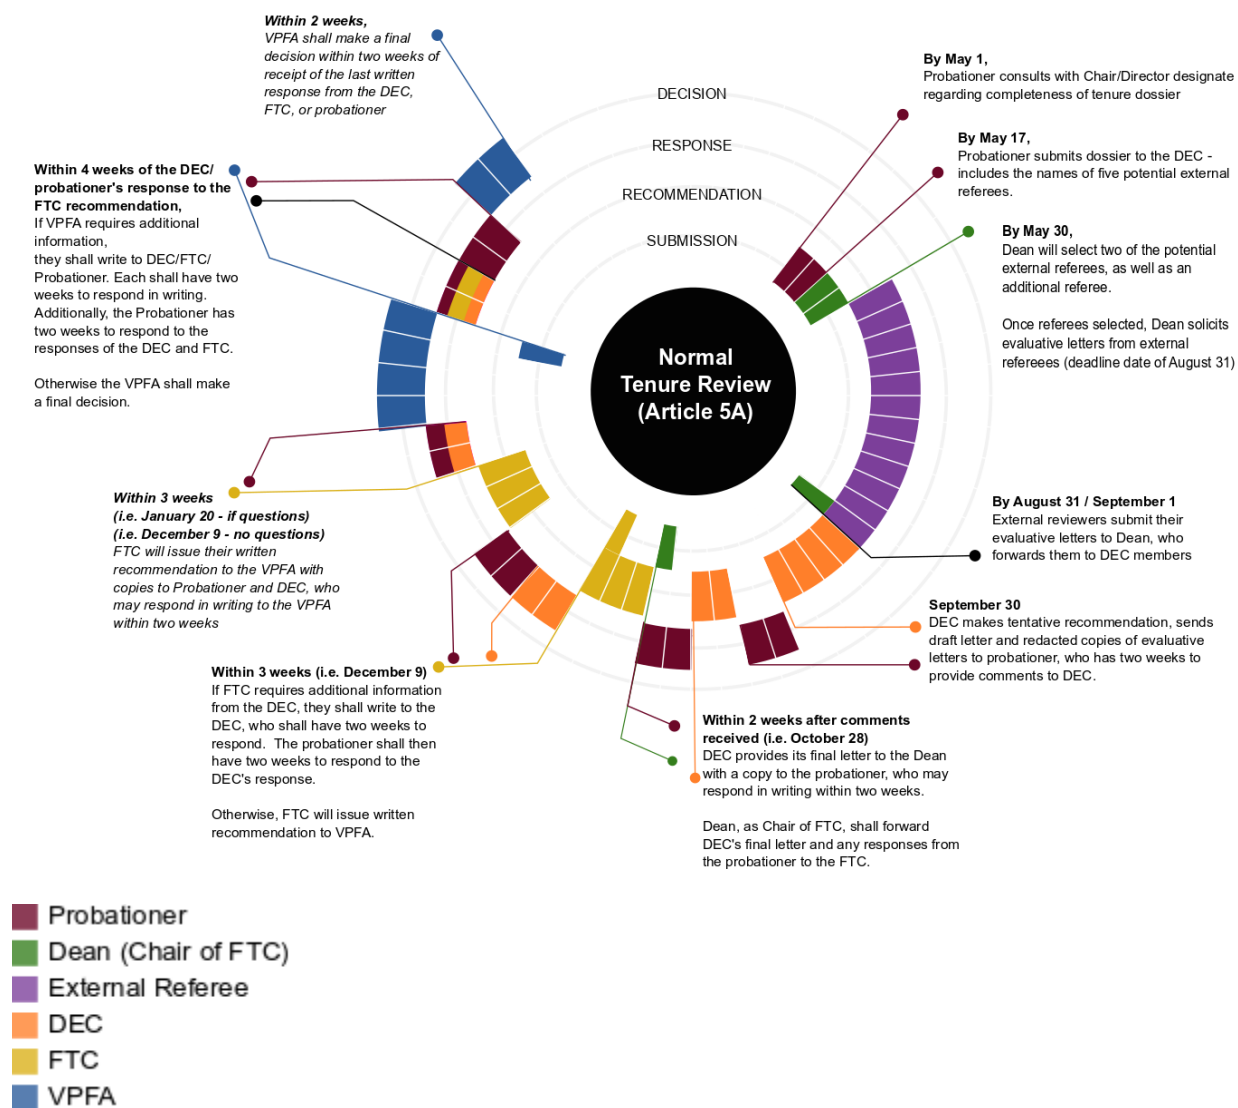 Within 2 weeks,
VPFA shall make a final
decision within two weeks of
receipt of the last written
response from the DEC,
FTC, or probationer
DECISION
RESPONSE
RECOMMENDATION
SUBMISSION
Normal
Tenure Review
(Article 5A)
By May 1,
Probationer consults with Chair/Director designate
regarding completeness of tenure dossier
By May 17,
Probationer submits dossier to the DEC -
includes the names of five potential external
referees.
By May 30,
Dean will select two of the potential
external referees, as well as an
additional referee.
Once referees selected, Dean solicits
evaluative letters from external
refereees (deadline date of August 31)
By August 31 / September 1
External reviewers submit their
evaluative letters to Dean, who
forwards them to DEC members
September 30
DEC makes tentative recommendation, sends
draft letter and redacted copies of evaluative
letters to probationer, who has two weeks to
provide comments to DEC.
Within 2 weeks after comments
received (i.e. October 28)
DEC provides its final letter to the Dean
with a copy to the probationer, who may
respond in writing within two weeks.
Dean, as Chair of FTC, shall forward
DEC's final letter and any responses from
the probationer to the FTC.
Within 3 weeks (i.e. December 9)
If FTC requires additional information
from the DEC, they shall write to the
DEC, who shall have two weeks to
respond. The probationer shall then
have two weeks to respond to the
DEC's response.
Otherwise, FTC will issue written
recommendation to VPFA.
Within 3 weeks
(i.e. January 20 - if questions)
(i.e. December 9 - no questions)
FTC will issue their written
recommendation to the VPFA with
copies to Probationer and DEC, who
may respond in writing to the VPFA
within two weeks
Within 4 weeks of the DEC/
probationer's response to the
FTC recommendation,
If VPFA requires additional
information,
they shall write to DEC/FTC/
Probationer. Each shall have two
weeks to respond in writing.
Additionally, the Probationer has
two weeks to respond to the
responses of the DEC and FTC.
Otherwise the VPFA shall make
a final decision.
Probationer
Dean (Chair of FTC)
External Referee
DEC
FTC
VPFA